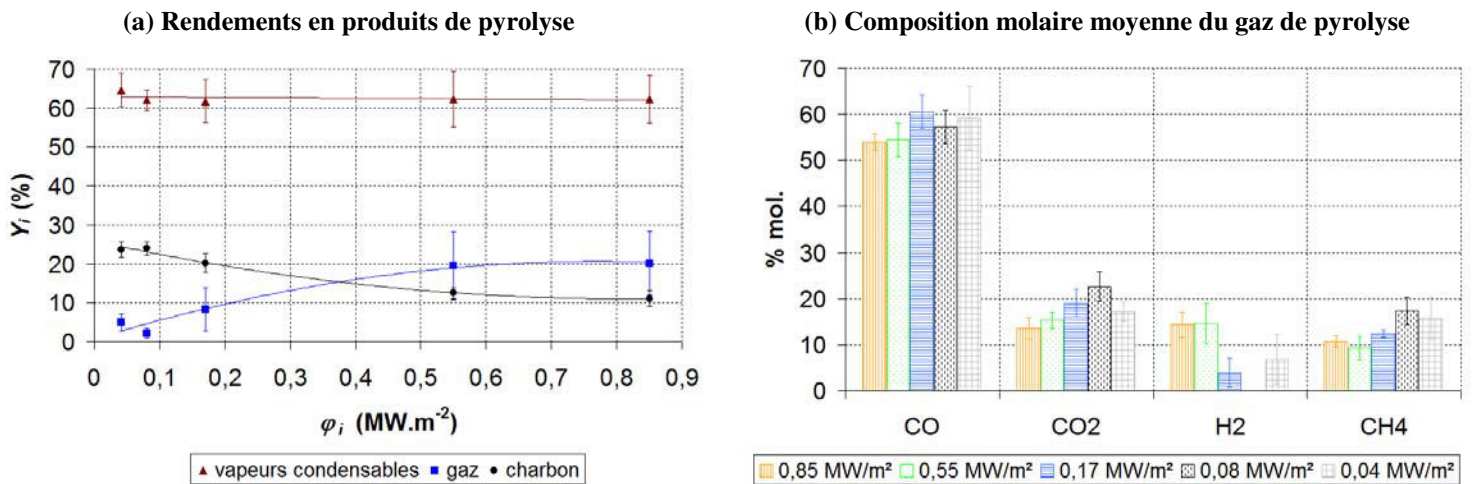 (a) Rendements en produits de pyrolyse
70
60
50
40
30
20
10
0
Yi (%)
0 0,1 0,2 0,3 0,4 0,5 0,6 0,7 0,8 0,9
φi (MW.m-2)
vapeurs condensables gaz charbon
(b) Composition molaire moyenne du gaz de pyrolyse
70
60
50
40
30
20
10
0
% mol.
CO CO2 H2 CH4
0,85 MW/m² 0,55 MW/m² 0,17 MW/m² 0,08 MW/m² 0,04 MW/m²